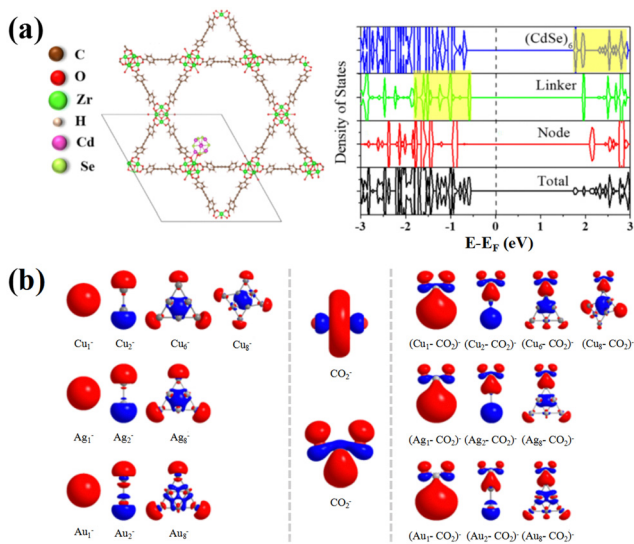 (a)
C
O
Zr
H
Cd
Se
Density of States
(CdSe)₆
Linker
Node
Total
-3 -2 -1 0 1 2 3
E-E_F (eV)
(b)
Cu₁⁻ Cu₂⁻ Cu₆⁻ Cu₈⁻
Ag₁⁻ Ag₂⁻ Ag₈⁻
Au₁⁻ Au₂⁻ Au₈⁻
CO₂⁻
CO₂⁻
(Cu₁- CO₂)⁻ (Cu₂- CO₂)⁻ (Cu₆- CO₂)⁻ (Cu₈- CO₂)⁻
(Ag₁- CO₂)⁻ (Ag₂- CO₂)⁻ (Ag₈- CO₂)⁻
(Au₁- CO₂)⁻ (Au₂- CO₂)⁻ (Au₈- CO₂)⁻